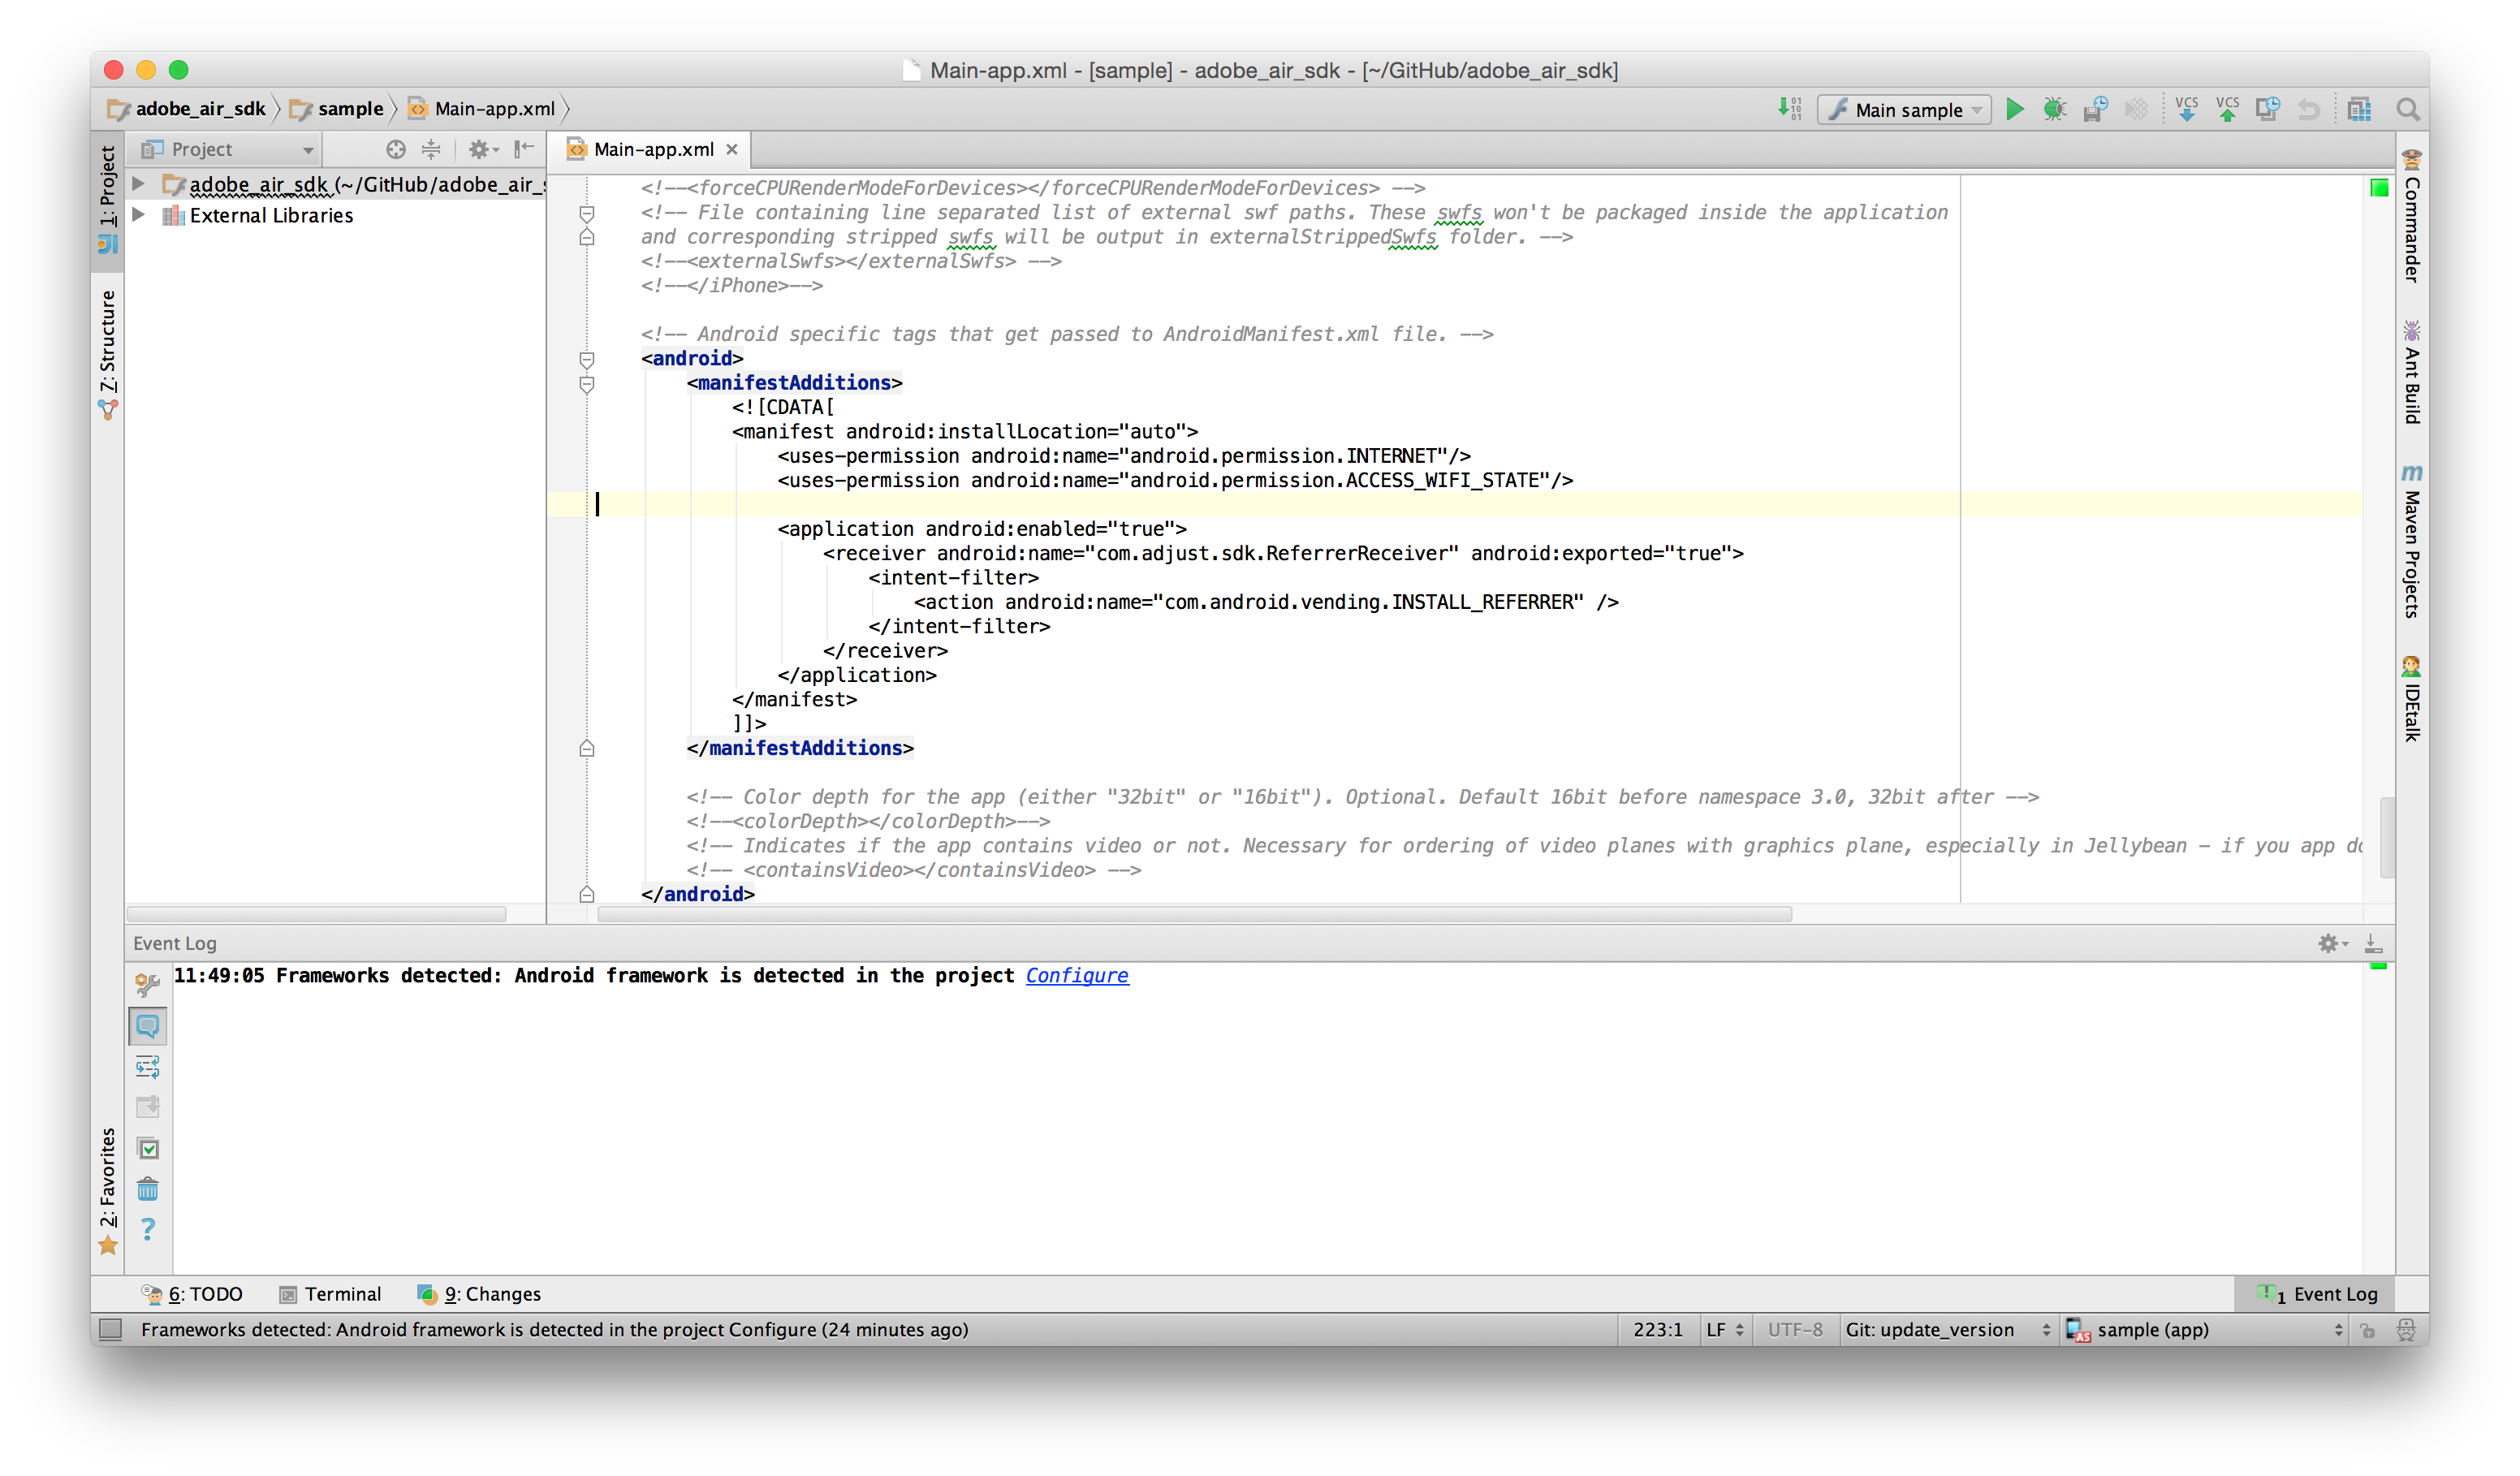 Main-app.xml - [sample] - adobe_air_sdk - [~/GitHub/adobe_air_sdk]
adobe_air_sdk sample Main-app.xml
Main sample VCS VCS
Project
Main-app.xml
1: Project
Z: Structure
2: Favorites
adobe_air_sdk (~/GitHub/adobe_air_s
External Libraries
<!--<forceCPURenderModeForDevices></forceCPURenderModeForDevices> -->
<!-- File containing line separated list of external swf paths. These swfs won't be packaged inside the application
and corresponding stripped swfs will be output in externalStrippedSwfs folder. -->
<!--<externalSwfs></externalSwfs> -->
<!--</iPhone>-->
<!-- Android specific tags that get passed to AndroidManifest.xml file. -->
<android>
<manifestAdditions>
<![CDATA[
<manifest android:installLocation="auto">
<uses-permission android:name="android.permission.INTERNET"/>
<uses-permission android:name="android.permission.ACCESS_WIFI_STATE"/>
<application android:enabled="true">
<receiver android:name="com.adjust.sdk.ReferrerReceiver" android:exported="true">
<intent-filter>
<action android:name="com.android.vending.INSTALL_REFERRER" />
</intent-filter>
</receiver>
</application>
</manifest>
]]>
</manifestAdditions>
<!-- Color depth for the app (either "32bit" or "16bit"). Optional. Default 16bit before namespace 3.0, 32bit after -->
<!--<colorDepth></colorDepth>-->
<!-- Indicates if the app contains video or not. Necessary for ordering of video planes with graphics plane, especially in Jellybean - if you app do
<!-- <containsVideo></containsVideo> -->
</android>
Commander
Ant Build
Maven Projects
IDEtalk
Event Log
11:49:05 Frameworks detected: Android framework is detected in the project Configure
6: TODO Terminal 9: Changes 1 Event Log
Frameworks detected: Android framework is detected in the project Configure (24 minutes ago) 223:1 LF UTF-8 Git: update_version sample (app)